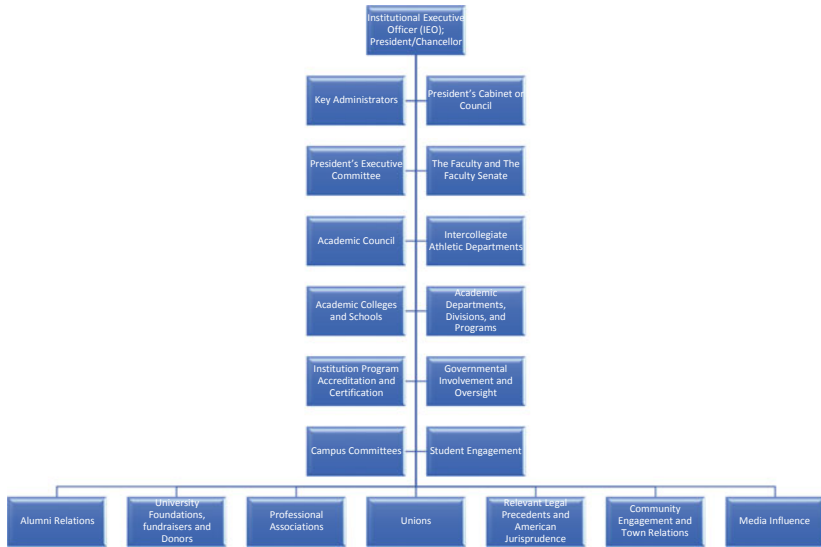 Institutional Executive
Officer (IEO);
President/Chancellor
Key Administrators
President's Cabinet or
Council
President's Executive
Committee
The Faculty and The
Faculty Senate
Academic Council
Intercollegiate
Athletic Departments
Academic Colleges
and Schools
Academic
Departments,
Divisions, and
Programs
Institution Program
Accreditation and
Certification
Governmental
Involvement and
Oversight
Campus Committees
Student Engagement
Alumni Relations
University
Foundations,
fundraisers and
Donors
Professional
Associations
Unions
Relevant Legal
Precedents and
American
Jurisprudence
Community
Engagement and
Town Relations
Media Influence